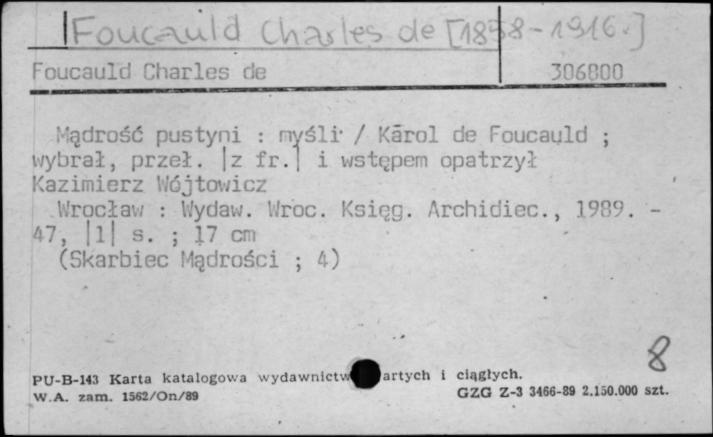 Foucauld Charles de [1858-1916.]
Foucauld Charles de 306800
Mądrość pustyni : myśli / Karol de Foucauld ;
wybrał, przeł. |z fr.| i wstępem opatrzył
Kazimierz Wójtowicz
Wrocław : Wydaw. Wroc. Księg. Archidiec., 1989. -
47, |1| s. ; 17 cm
(Skarbiec Mądrości ; 4)
8
PU-B-143 Karta katalogowa wydawnictw artych i ciągłych.
W.A. zam. 1562/On/89 GZG Z-3 3466-89 2.150.000 szt.